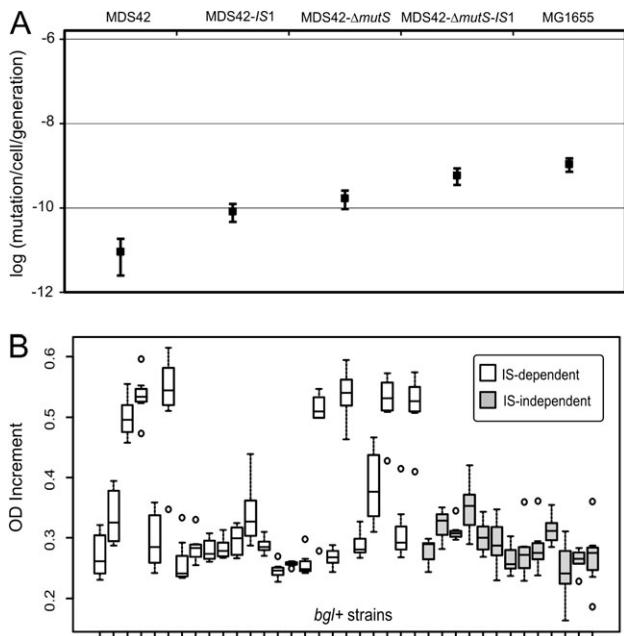 A
MDS42 MDS42-IS1 MDS42-ΔmutS MDS42-ΔmutS-IS1 MG1655
log (mutation/cell/generation)
-6
-8
-10
-12
B
OD Increment
0.6
0.5
0.4
0.3
0.2
IS-dependent
IS-independent
bgl+ strains